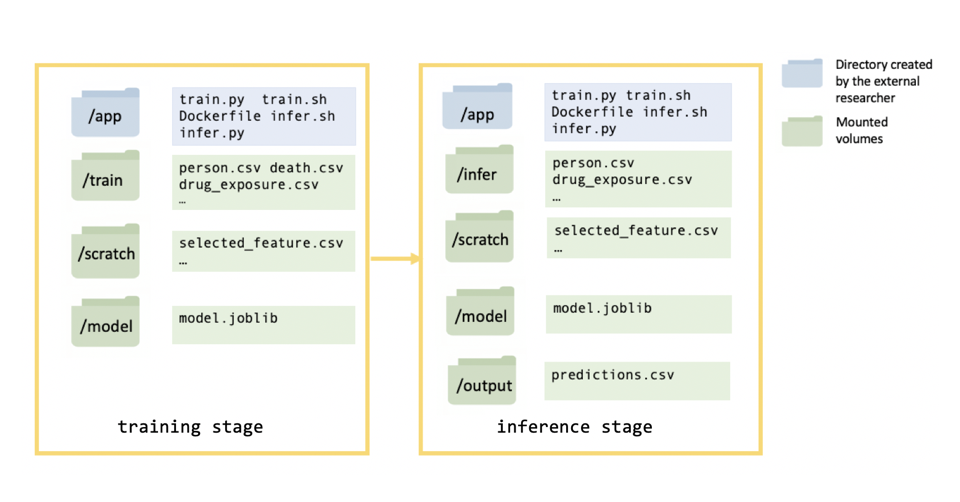 /app
train.py train.sh
Dockerfile infer.sh
infer.py
/train
person.csv death.csv
drug_exposure.csv
…
/scratch
selected_feature.csv
…
/model
model.joblib
training stage
/app
train.py train.sh
Dockerfile infer.sh
infer.py
/infer
person.csv
drug_exposure.csv
…
/scratch
selected_feature.csv
…
/model
model.joblib
/output
predictions.csv
inference stage
Directory created
by the external
researcher
Mounted
volumes